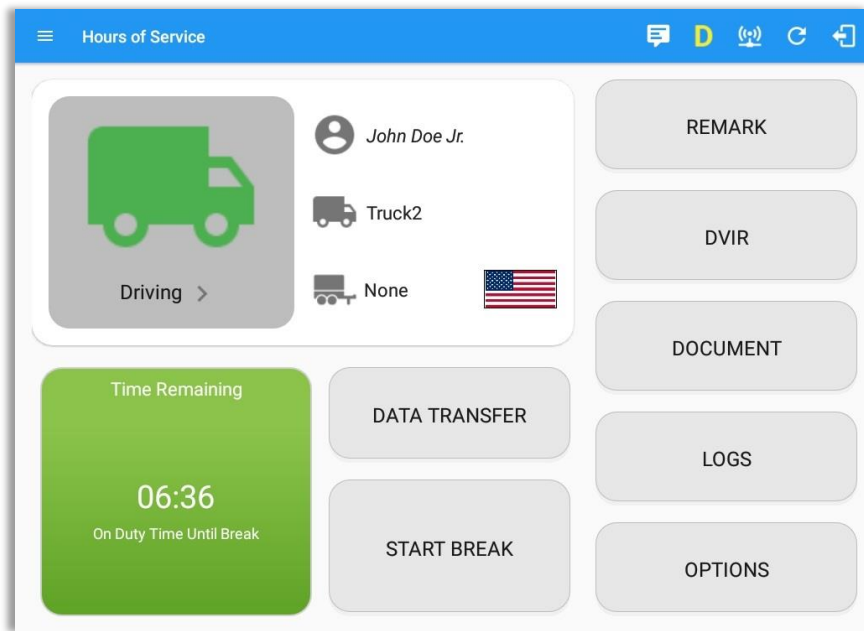 Hours of Service
D
John Doe Jr.
Truck2
None
Driving
REMARK
DVIR
DOCUMENT
LOGS
OPTIONS
Time Remaining
06:36
On Duty Time Until Break
DATA TRANSFER
START BREAK